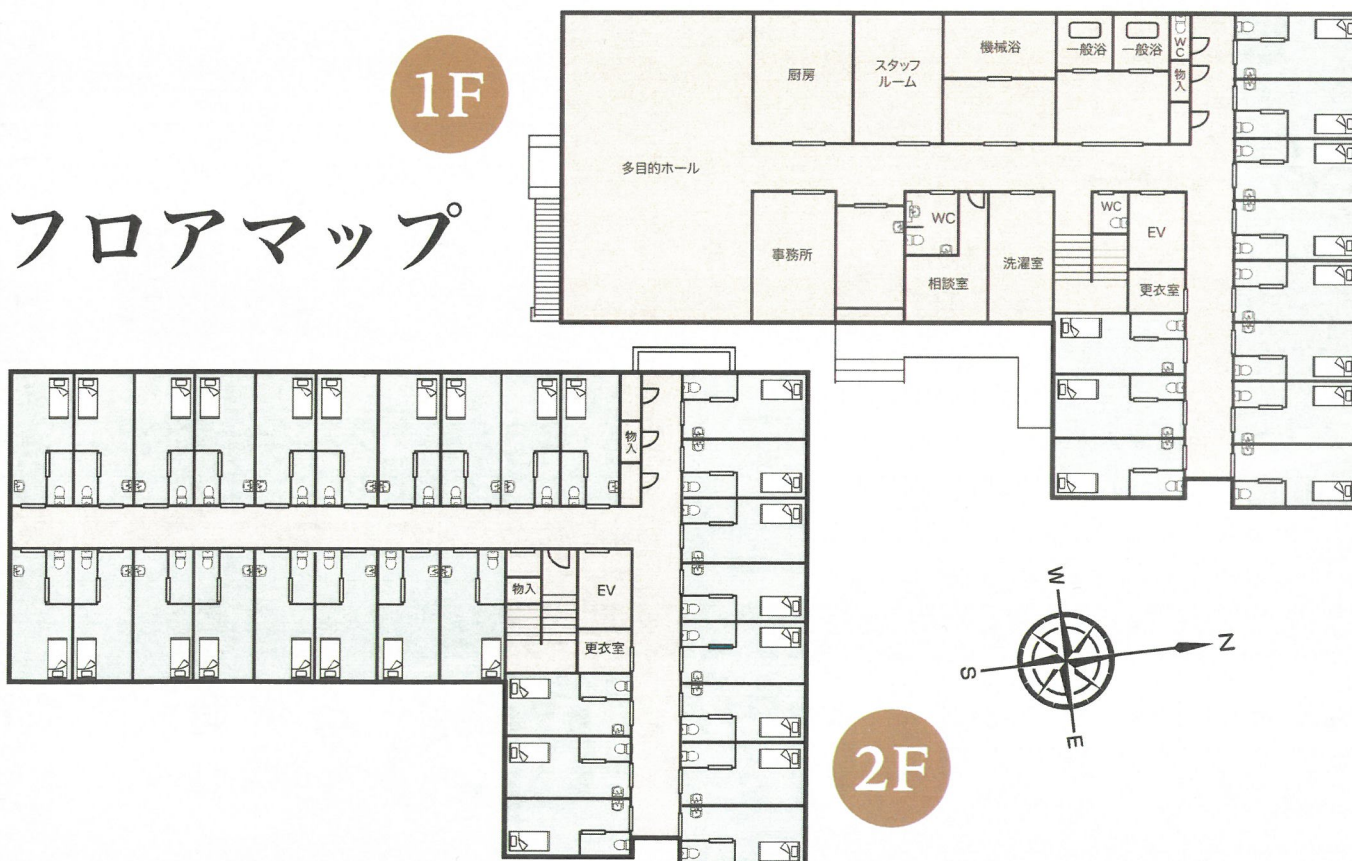 1F
フロアマップ
多目的ホール
厨房
スタッフ
ルーム
機械浴
一般浴
一般浴
WC
物入
事務所
WC
相談室
洗濯室
WC
EV
更衣室
物入
物入
EV
更衣室
2F
W
N
S
E